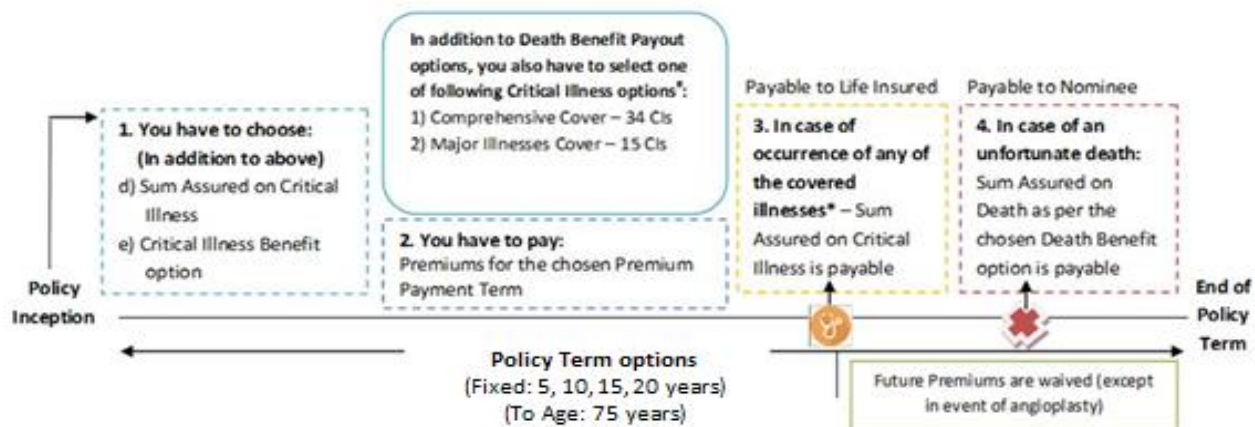 In addition to Death Benefit Payout
options, you also have to select one
of following Critical Illness options#:
1) Comprehensive Cover – 34 CIs
2) Major Illnesses Cover – 15 CIs
1. You have to choose:
(In addition to above)
d) Sum Assured on Critical
Illness
e) Critical Illness Benefit
option
2. You have to pay:
Premiums for the chosen Premium
Payment Term
Payable to Life Insured
3. In case of
occurrence of any of
the covered
illnesses* – Sum
Assured on Critical
Illness is payable
Payable to Nominee
4. In case of an
unfortunate death:
Sum Assured on
Death as per the
chosen Death Benefit
option is payable
Policy
Inception
End of
Policy
Term
Policy Term options
(Fixed: 5, 10, 15, 20 years)
(To Age: 75 years)
Future Premiums are waived (except
in event of angioplasty)